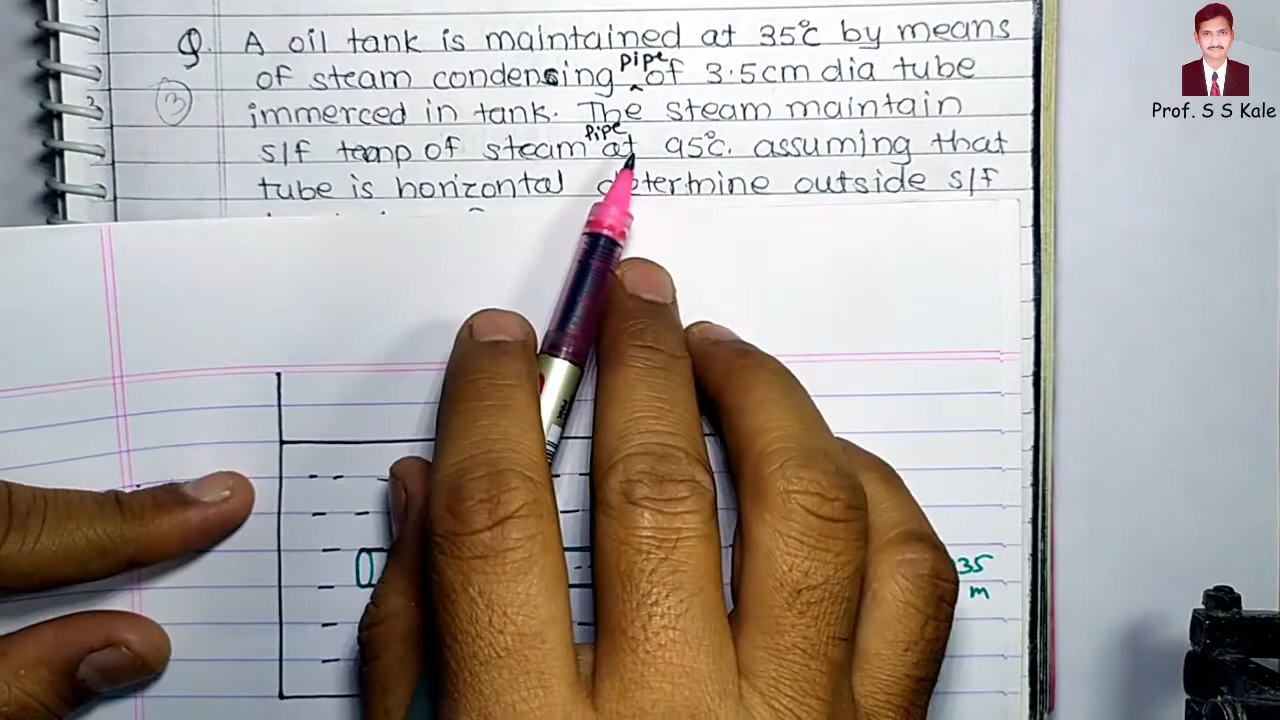 Q. A oil tank is maintained at 35°c by means
of steam condensing pipe of 3.5cm dia tube
③ immerced in tank. The steam maintain
s/f temp of steam pipe at 95°c. assuming that
tube is horizontal determine outside s/f
35
m
Prof. S S Kale